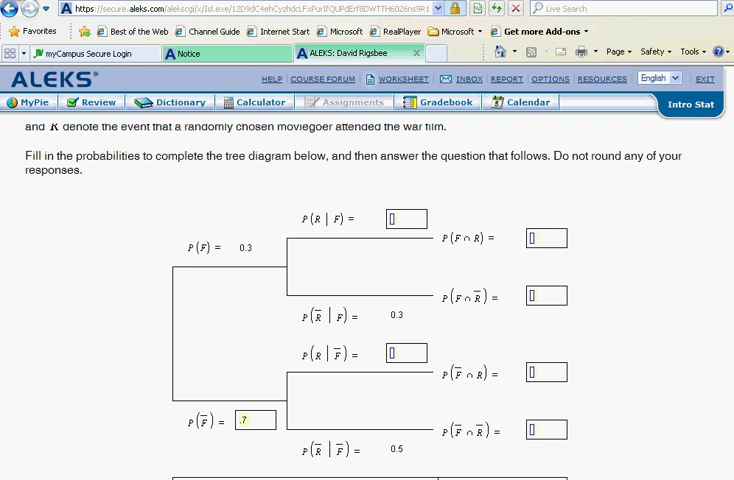 https://secure.aleks.com/alekscgi/x/Isl.exe/
Live Search
Favorites Best of the Web Channel Guide Internet Start Microsoft RealPlayer Microsoft Get more Add-ons
myCampus Secure Login Notice ALEKS: David Rigsbee Page Safety Tools
ALEKS HELP COURSE FORUM WORKSHEET INBOX REPORT OPTIONS RESOURCES English EXIT
MyPie Review Dictionary Calculator Assignments Gradebook Calendar Intro Stat
and R denote the event that a randomly chosen moviegoer attended the war film.
Fill in the probabilities to complete the tree diagram below, and then answer the question that follows. Do not round any of your
responses.
P(R | F) =
P(F ∩ R) =
P(F) = 0.3
P(F ∩ R̅) =
P(R̅ | F) = 0.3
P(R | F̅) =
P(F̅ ∩ R) =
P(F̅) = .7
P(F̅ ∩ R̅) =
P(R̅ | F̅) = 0.5